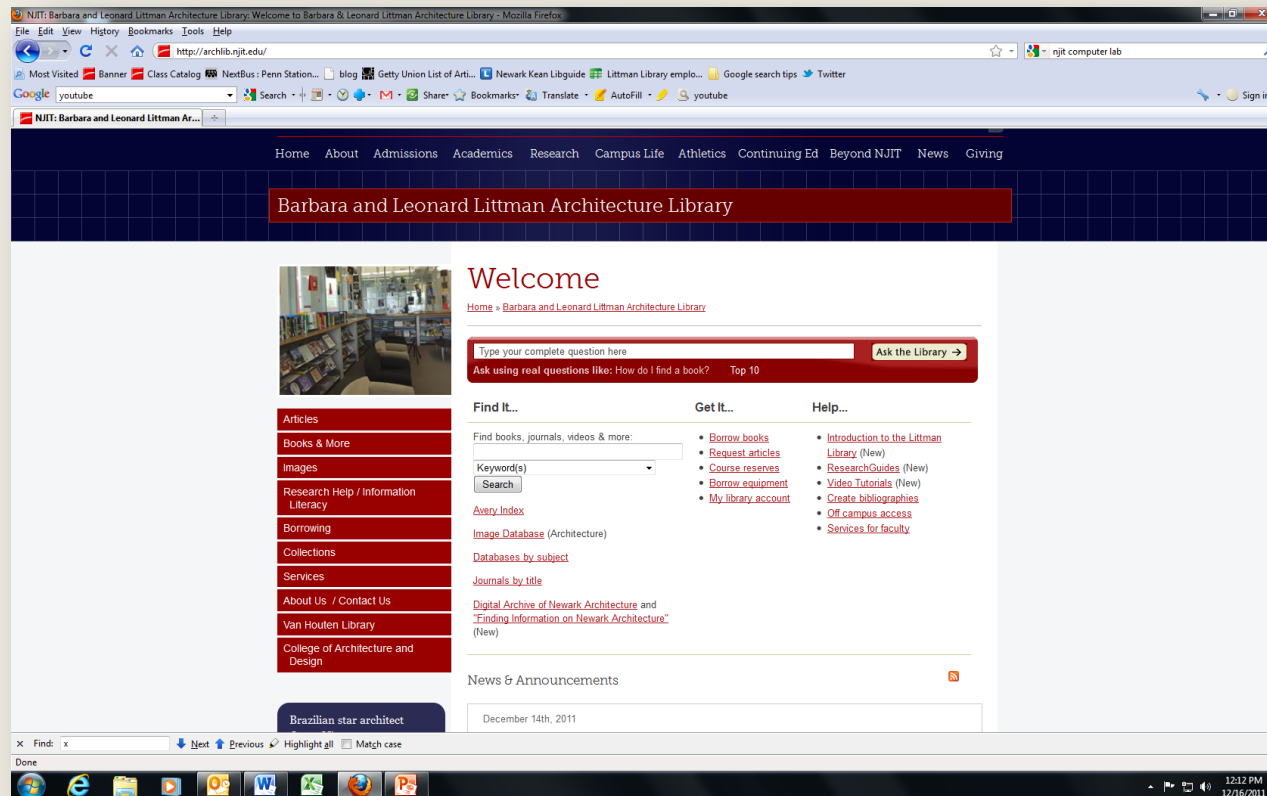 NJIT: Barbara and Leonard Littman Architecture Library: Welcome to Barbara & Leonard Littman Architecture Library - Mozilla Firefox
File Edit View History Bookmarks Tools Help
http://archlib.njit.edu/ njit computer lab
Most Visited Banner Class Catalog NextBus : Penn Station... blog Getty Union List of Arti... Newark Kean Libguide Littman Library emplo... Google search tips Twitter
Google youtube Search Share Bookmarks Translate AutoFill youtube Sign in
NJIT: Barbara and Leonard Littman Ar...
Home About Admissions Academics Research Campus Life Athletics Continuing Ed Beyond NJIT News Giving
Barbara and Leonard Littman Architecture Library
Welcome
Home » Barbara and Leonard Littman Architecture Library
Type your complete question here Ask the Library →
Ask using real questions like: How do I find a book? Top 10
Articles
Books & More
Images
Research Help / Information
Literacy
Borrowing
Collections
Services
About Us / Contact Us
Van Houten Library
College of Architecture and
Design
Brazilian star architect
Find It...
Find books, journals, videos & more:
Keyword(s)
Search
Avery Index
Image Database (Architecture)
Databases by subject
Journals by title
Digital Archive of Newark Architecture and
"Finding Information on Newark Architecture"
(New)
Get It...
Borrow books
Request articles
Course reserves
Borrow equipment
My library account
Help...
Introduction to the Littman
Library (New)
ResearchGuides (New)
Video Tutorials (New)
Create bibliographies
Off campus access
Services for faculty
News & Announcements
December 14th, 2011
× Find: x Next Previous Highlight all Match case
Done
12:12 PM
12/16/2011